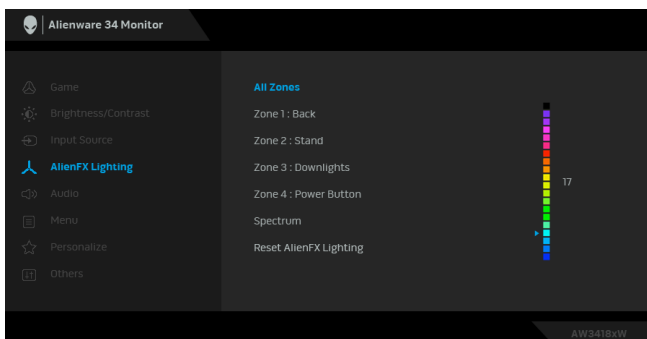 Alienware 34 Monitor
Game
Brightness/Contrast
Input Source
AlienFX Lighting
Audio
Menu
Personalize
Others
All Zones
Zone 1 : Back
Zone 2 : Stand
Zone 3 : Downlights
Zone 4 : Power Button
Spectrum
Reset AlienFX Lighting
17
AW3418xW